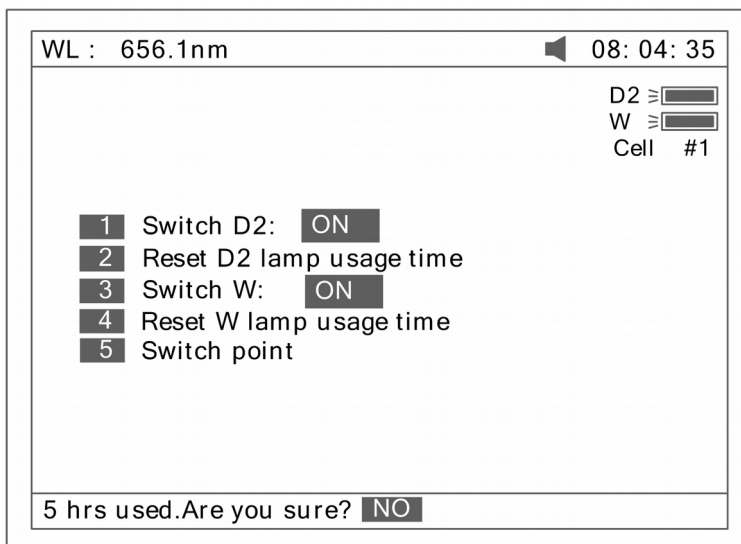 WL : 656.1nm 08: 04: 35
D2
W
Cell #1
1 Switch D2: ON
2 Reset D2 lamp usage time
3 Switch W: ON
4 Reset W lamp usage time
5 Switch point
5 hrs used.Are you sure? NO